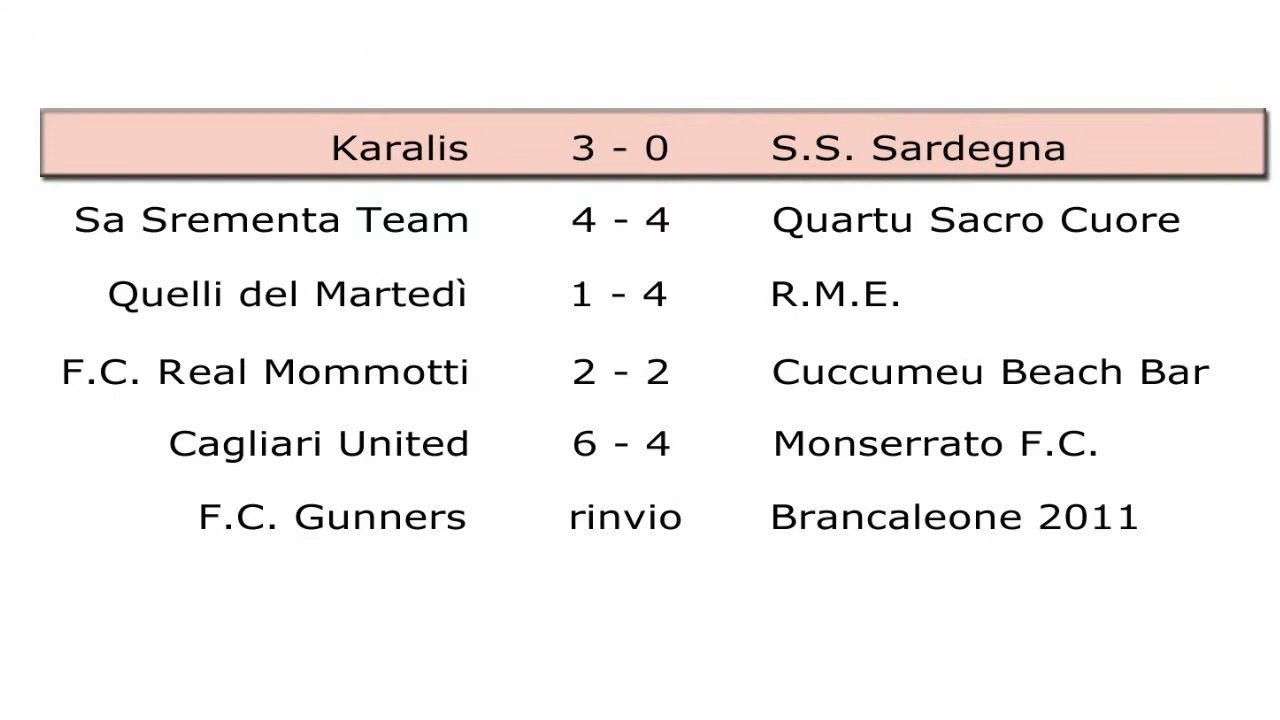 Karalis 3 - 0 S.S. Sardegna
Sa Srementa Team 4 - 4 Quartu Sacro Cuore
Quelli del Martedì 1 - 4 R.M.E.
F.C. Real Mommotti 2 - 2 Cuccumeu Beach Bar
Cagliari United 6 - 4 Monserrato F.C.
F.C. Gunners rinvio Brancaleone 2011